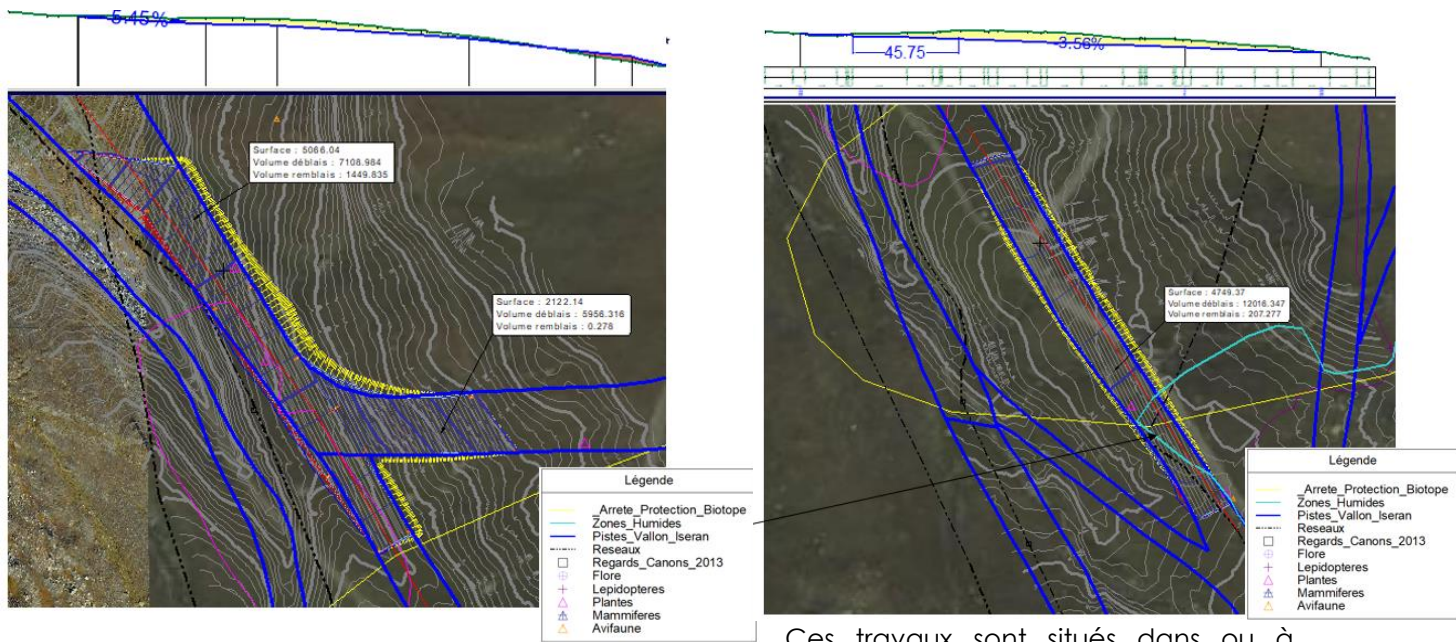 5.45%
Surface : 5066.04
Volume déblais : 7108.984
Volume remblais : 1449.835
Surface : 2122.14
Volume déblais : 5956.316
Volume remblais : 0.278
Légende
_Arrete_Protection_Biotope
Zones_Humides
Pistes_Vallon_Iseran
Reseaux
Regards_Canons_2013
Flore
Lepidopteres
Plantes
Mammiferes
Avifaune
45.75
-3.56%
Surface : 4749.37
Volume déblais : 12016.347
Volume remblais : 207.277
Légende
_Arrete_Protection_Biotope
Zones_Humides
Pistes_Vallon_Iseran
Reseaux
Regards_Canons_2013
Flore
Lepidopteres
Plantes
Mammiferes
Avifaune
Ces travaux sont situés dans ou à